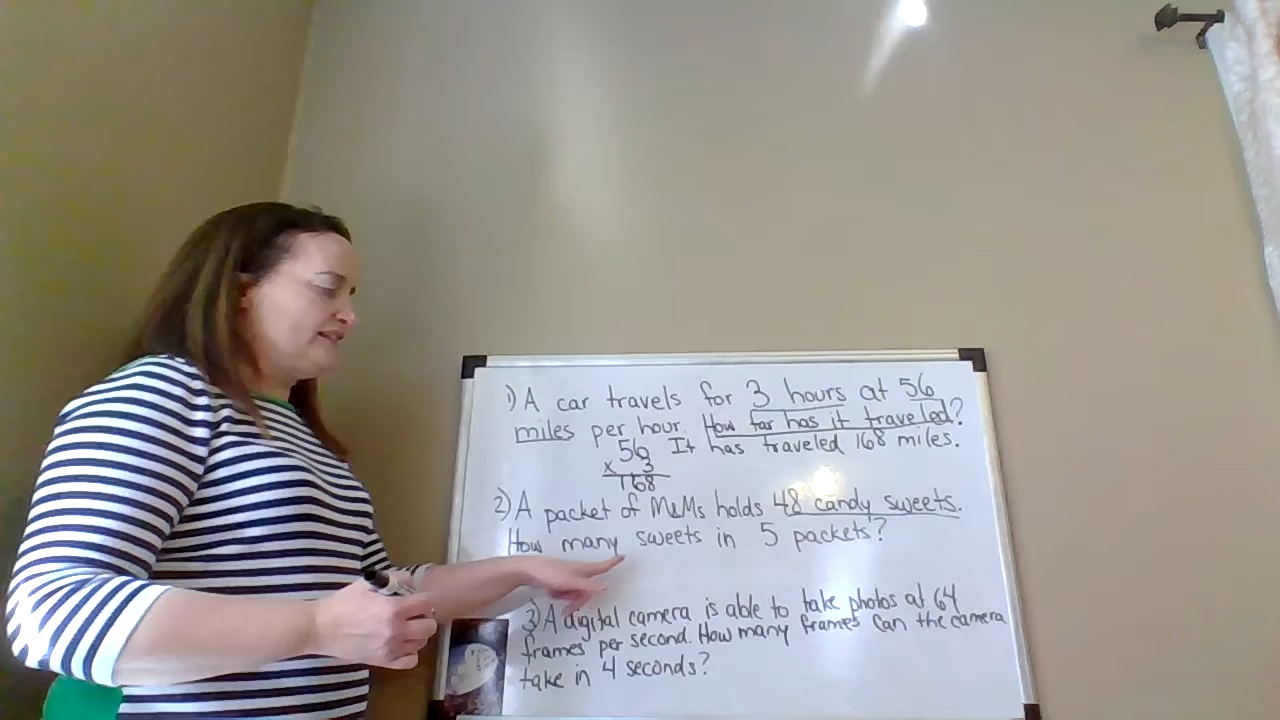 1) A car travels for 3 hours at 56
miles per hour. How far has it traveled?
56 It has traveled 168 miles.
x 3
168
2) A packet of M&Ms holds 48 candy sweets.
How many sweets in 5 packets?
3) A digital camera is able to take photos at 64
frames per second. How many frames can the camera
take in 4 seconds?